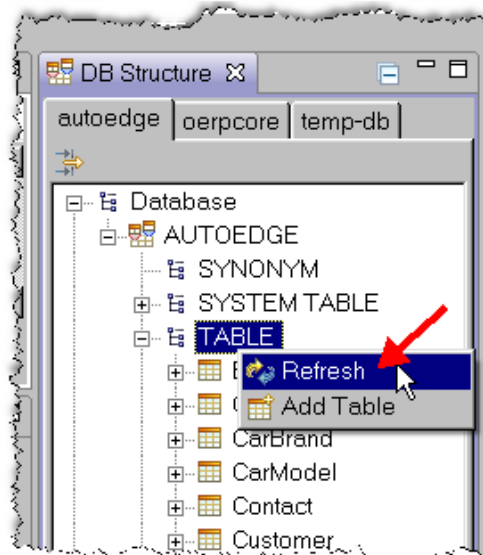 DB Structure
autoedge oerpcore temp-db
Database
AUTOEDGE
SYNONYM
SYSTEM TABLE
TABLE
Refresh
Add Table
CarBrand
CarModel
Contact
Customer